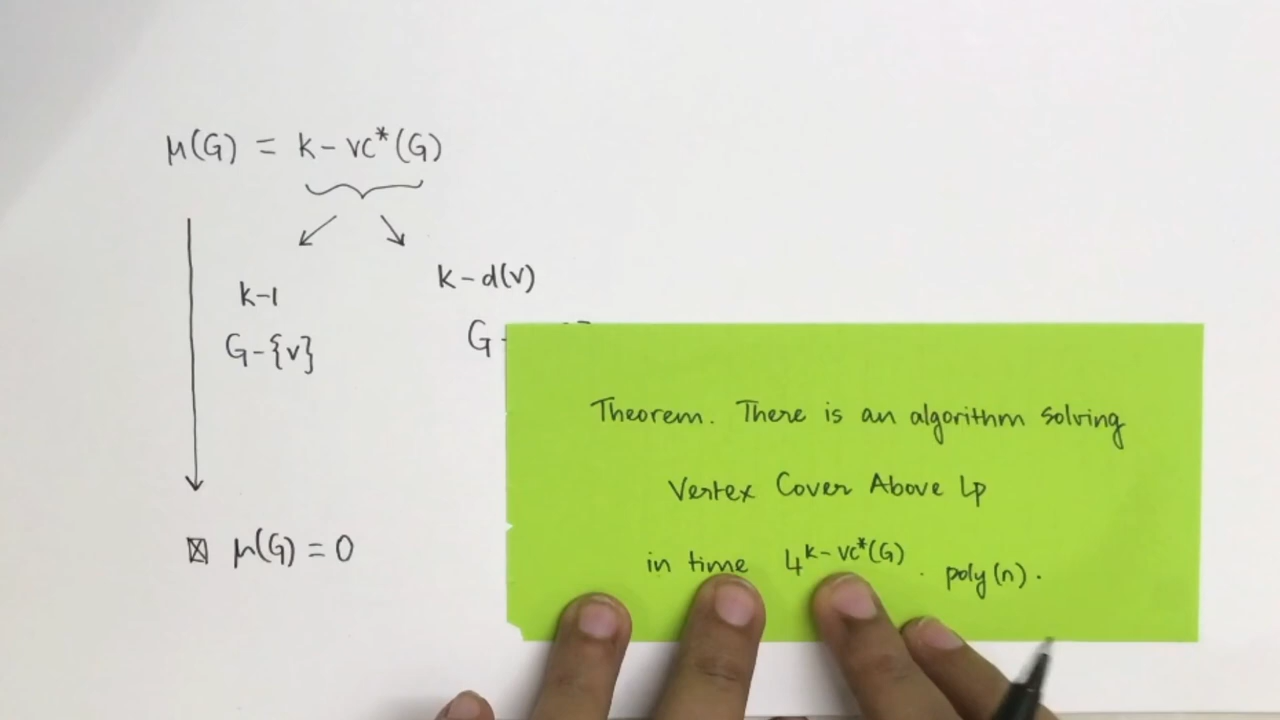 μ(G) = k - vc*(G)
k - d(v)
k-1
G-{v}
G-
Theorem. There is an algorithm solving
Vertex Cover Above Lp
in time 4^{k - vc*(G)} · poly(n).
☒ μ(G) = 0